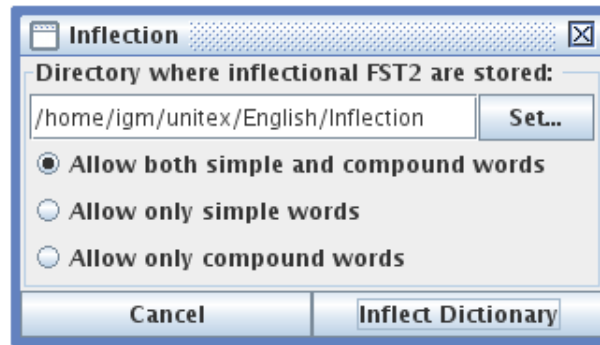 Inflection
Directory where inflectional FST2 are stored:
/home/igm/unitex/English/Inflection Set...
Allow both simple and compound words
Allow only simple words
Allow only compound words
Cancel Inflect Dictionary